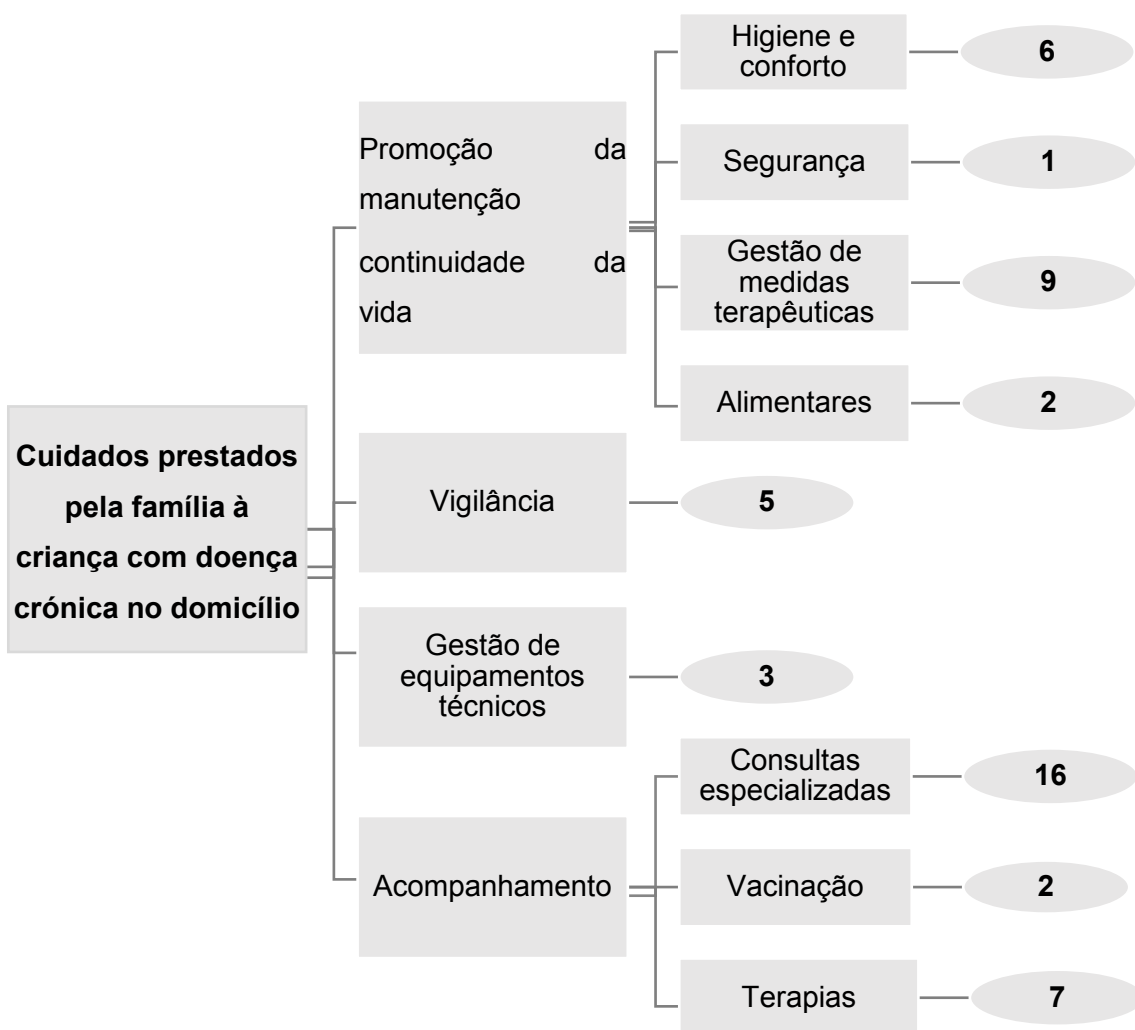 Cuidados prestados
pela família à
criança com doença
crónica no domicílio
Promoção da
manutenção
continuidade da
vida
Higiene e
conforto
6
Segurança
1
Gestão de
medidas
terapêuticas
9
Alimentares
2
Vigilância
5
Gestão de
equipamentos
técnicos
3
Acompanhamento
Consultas
especializadas
16
Vacinação
2
Terapias
7